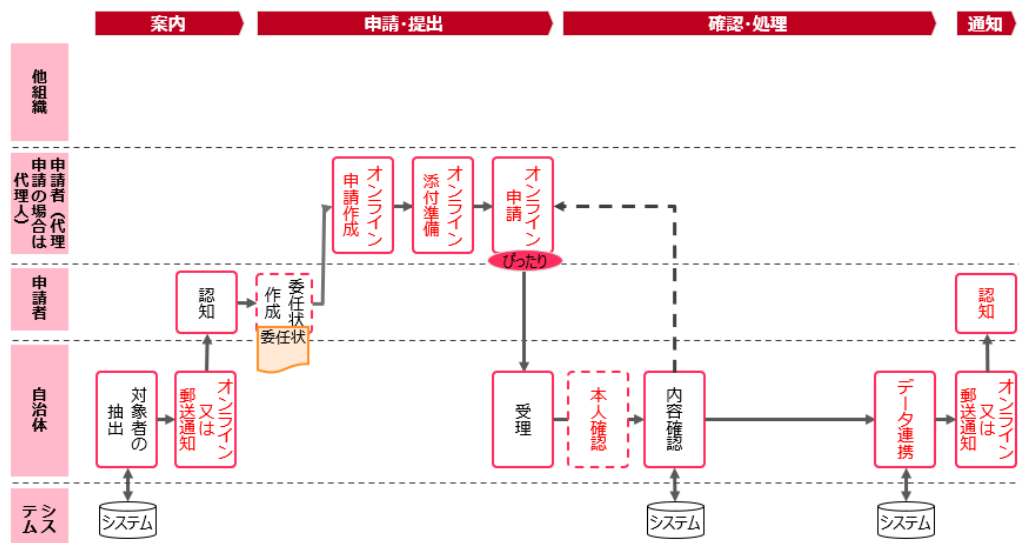 案内
申請・提出
確認・処理
通知
他組織
申請者（代理
申請の場合は
代理人）
オンライン
申請作成
オンライン
添付準備
オンライン
申請
ぴったり
申請者
認知
委任状
作成
委任状
認知
自治体
対象者の
抽出
オンライン
又は
郵送通知
受理
本人確認
内容確認
データ連携
オンライン
又は
郵送通知
シス
テム
システム
システム
システム